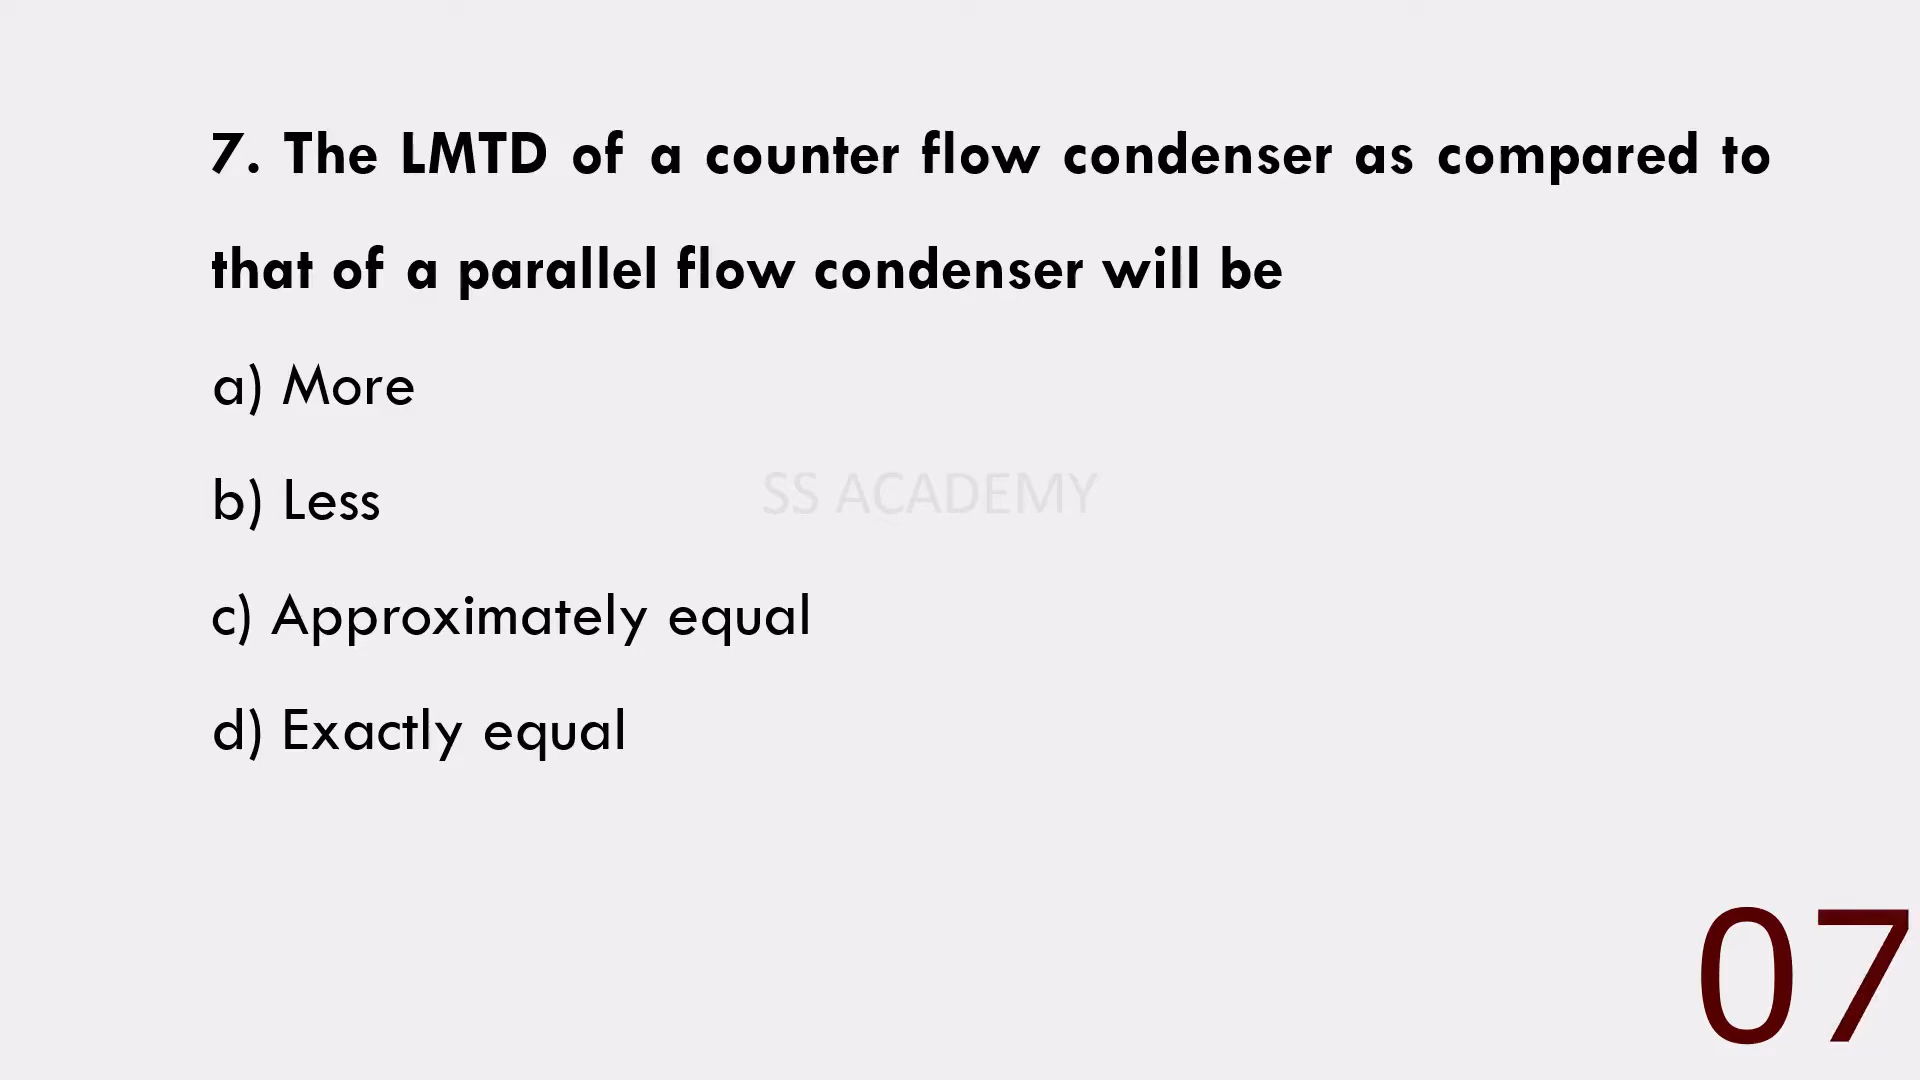 7. The LMTD of a counter flow condenser as compared to
that of a parallel flow condenser will be
a) More
b) Less
SS ACADEMY
c) Approximately equal
d) Exactly equal
07